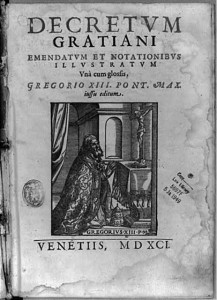 DECRETVM
GRATIANI
EMENDATVM ET NOTATIONIBVS
ILLVSTRATVM
Vnà cum glossis,
GREGORIO XIII. PONT. MAX.
iussu editum.
GREGORIVS·XIII·P·M
VENETIIS, M D XCI.